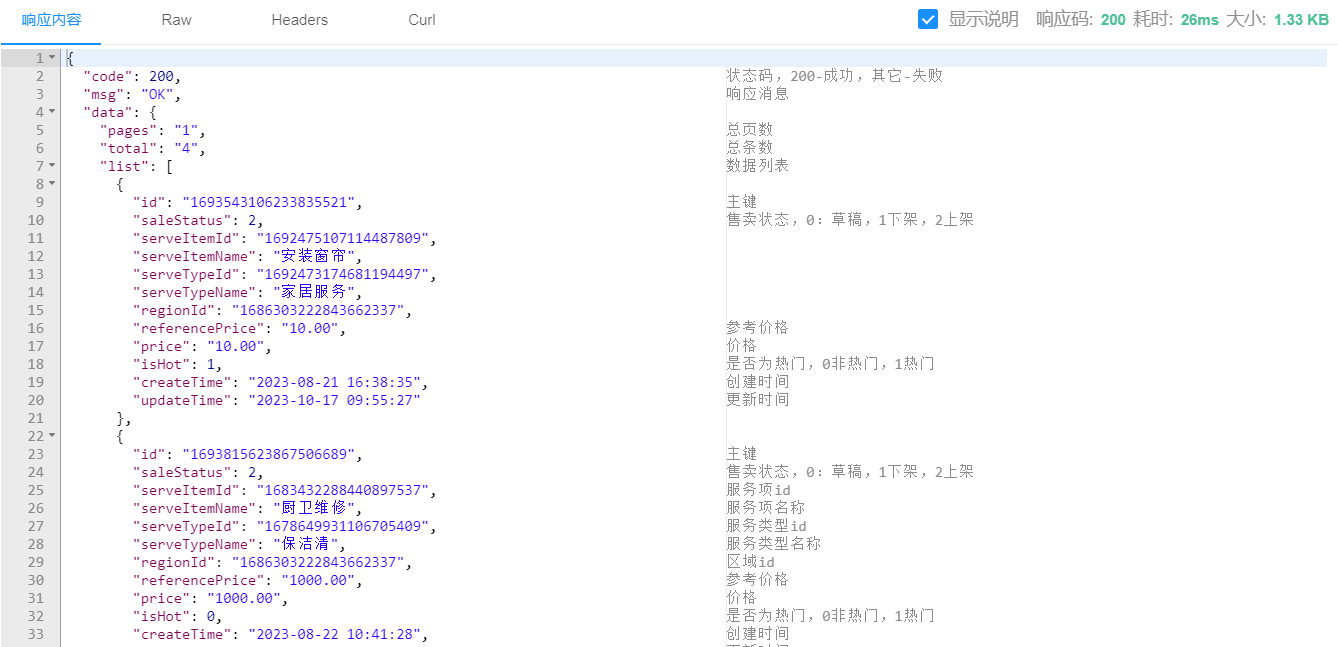 响应内容 Raw Headers Curl 显示说明 响应码: 200 耗时: 26ms 大小: 1.33 KB
1 {
2 "code": 200, 状态码，200-成功，其它-失败
3 "msg": "OK", 响应消息
4 "data": {
5 "pages": "1", 总页数
6 "total": "4", 总条数
7 "list": [ 数据列表
8 {
9 "id": "1693543106233835521", 主键
10 "saleStatus": 2, 售卖状态，0：草稿，1下架，2上架
11 "serveItemId": "1692475107114487809",
12 "serveItemName": "安装窗帘",
13 "serveTypeId": "1692473174681194497",
14 "serveTypeName": "家居服务",
15 "regionId": "1686303222843662337",
16 "referencePrice": "10.00", 参考价格
17 "price": "10.00", 价格
18 "isHot": 1, 是否为热门，0非热门，1热门
19 "createTime": "2023-08-21 16:38:35", 创建时间
20 "updateTime": "2023-10-17 09:55:27" 更新时间
21 },
22 {
23 "id": "1693815623867506689", 主键
24 "saleStatus": 2, 售卖状态，0：草稿，1下架，2上架
25 "serveItemId": "1683432288440897537", 服务项id
26 "serveItemName": "厨卫维修", 服务项名称
27 "serveTypeId": "1678649931106705409", 服务类型id
28 "serveTypeName": "保洁清", 服务类型名称
29 "regionId": "1686303222843662337", 区域id
30 "referencePrice": "1000.00", 参考价格
31 "price": "1000.00", 价格
32 "isHot": 0, 是否为热门，0非热门，1热门
33 "createTime": "2023-08-22 10:41:28", 创建时间